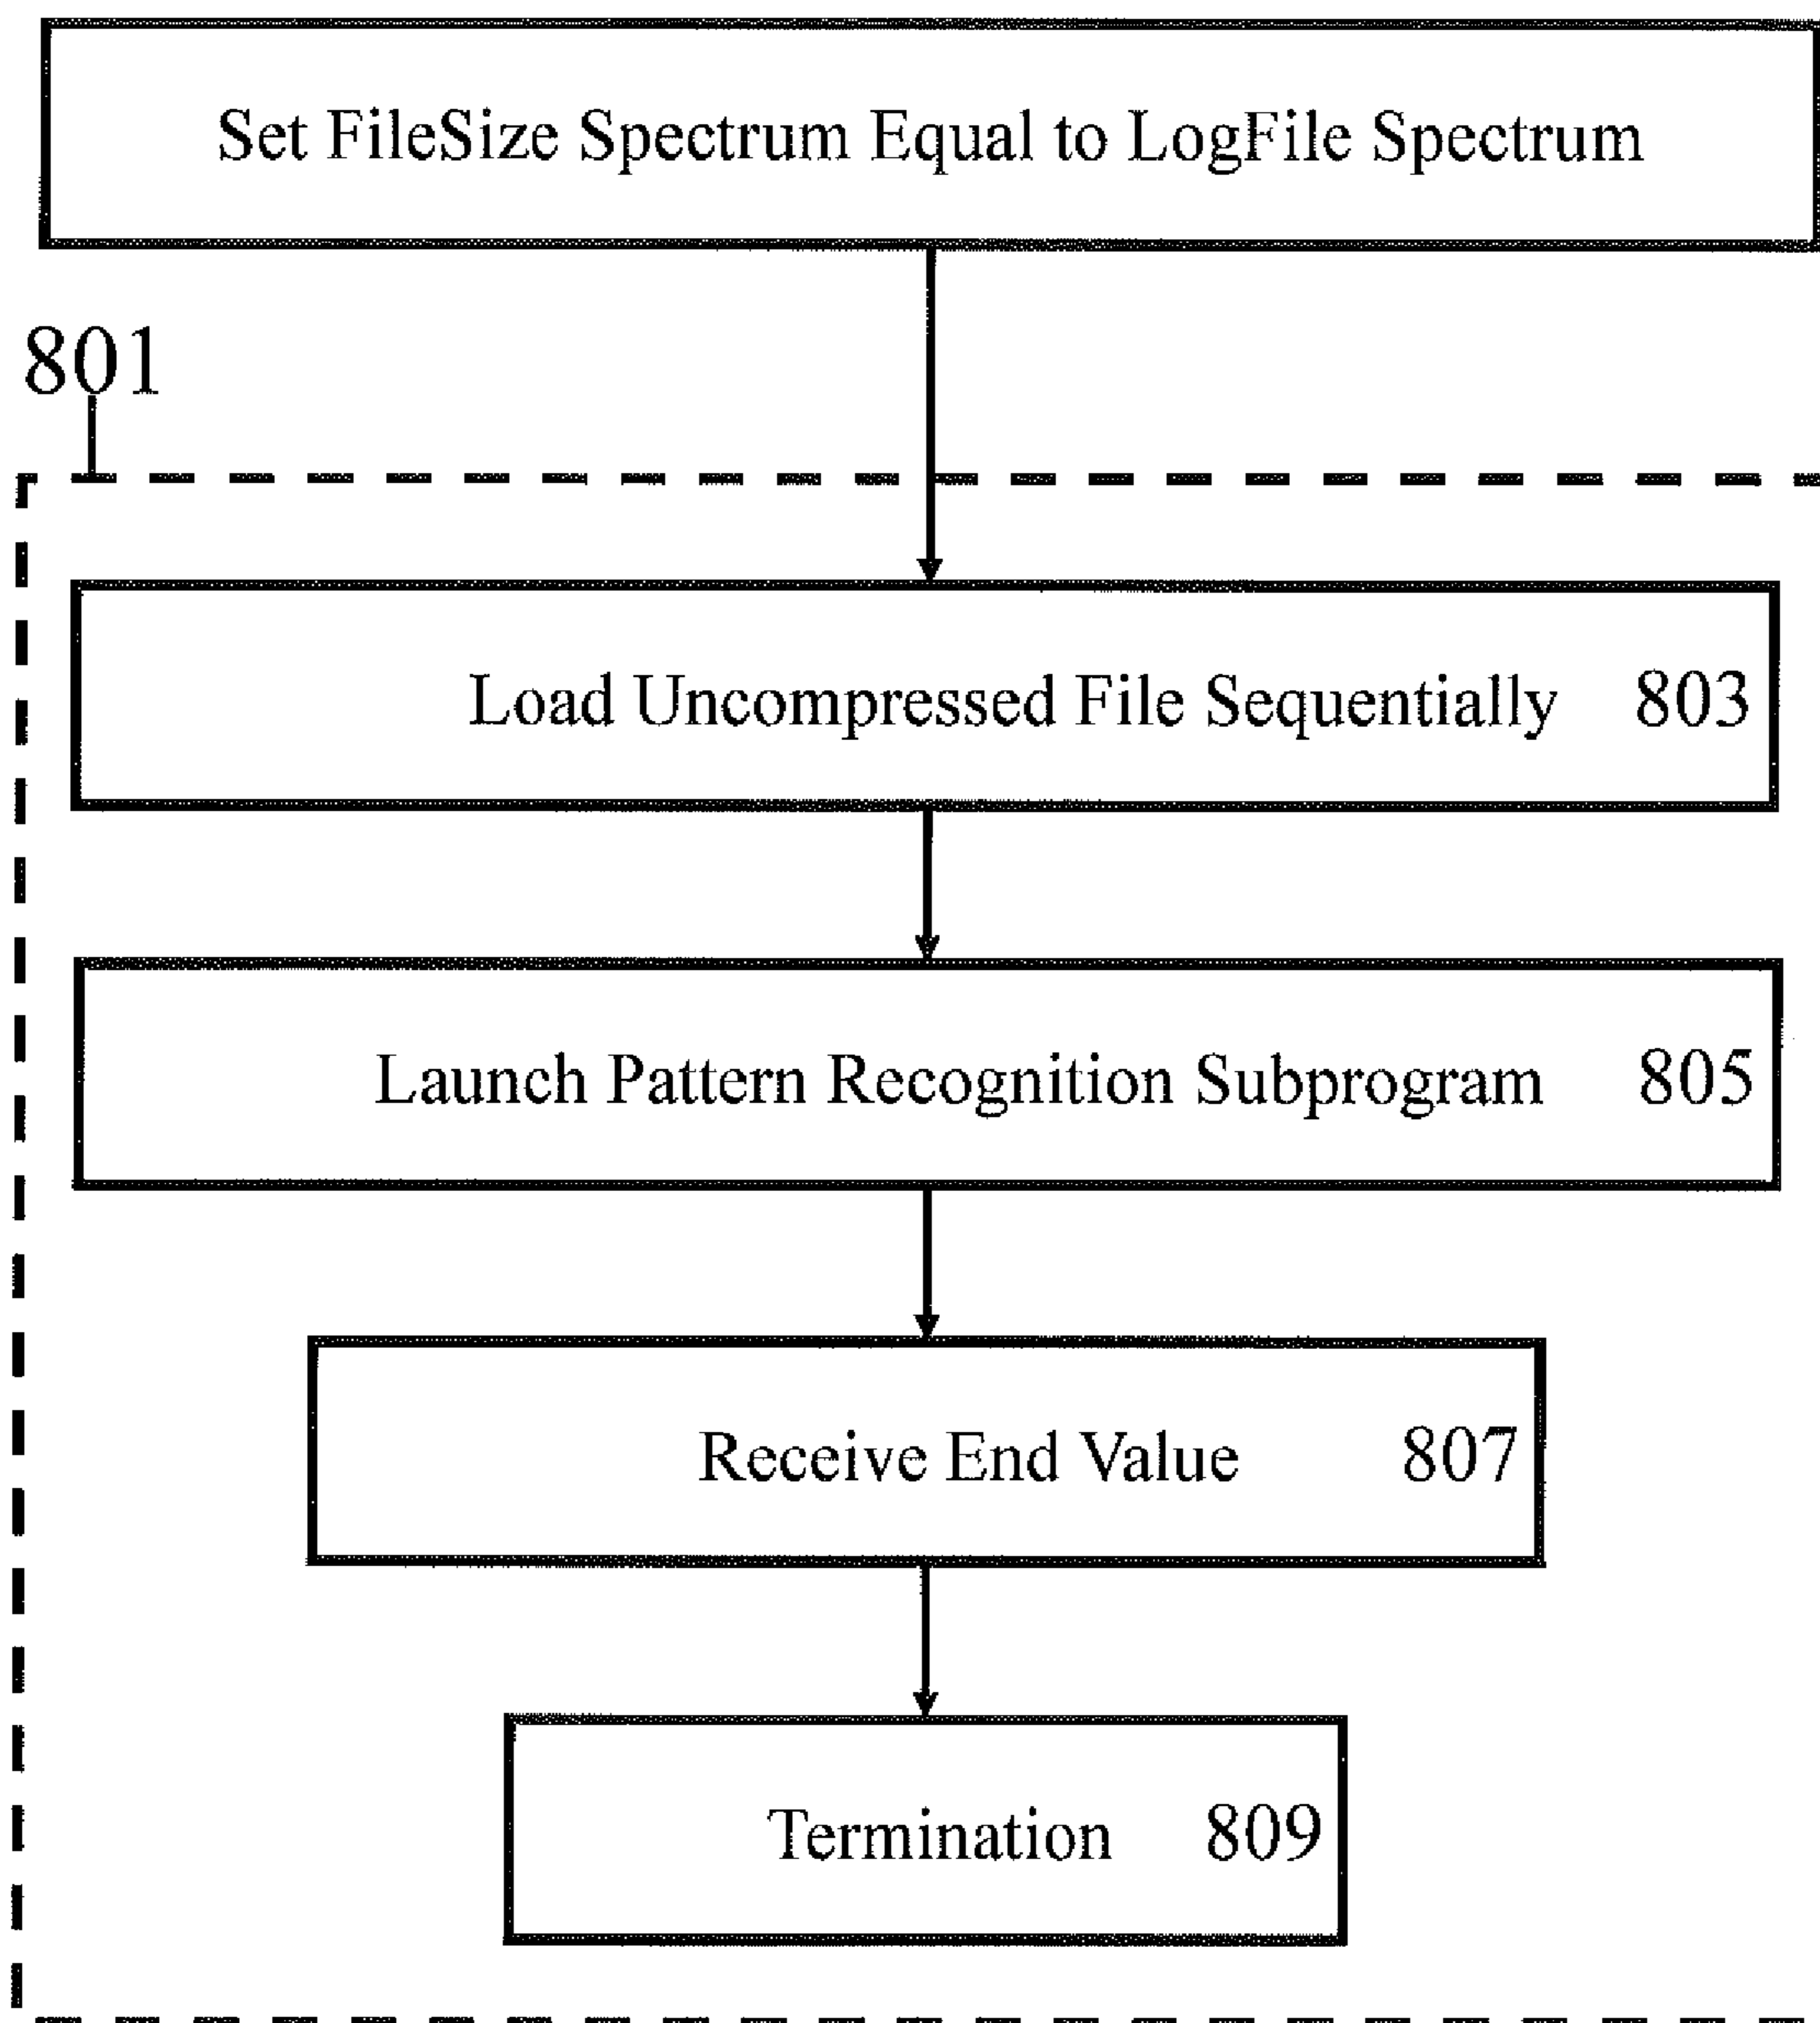 Set FileSize Spectrum Equal to LogFile Spectrum
801
Load Uncompressed File Sequentially 803
Launch Pattern Recognition Subprogram 805
Receive End Value 807
Termination 809